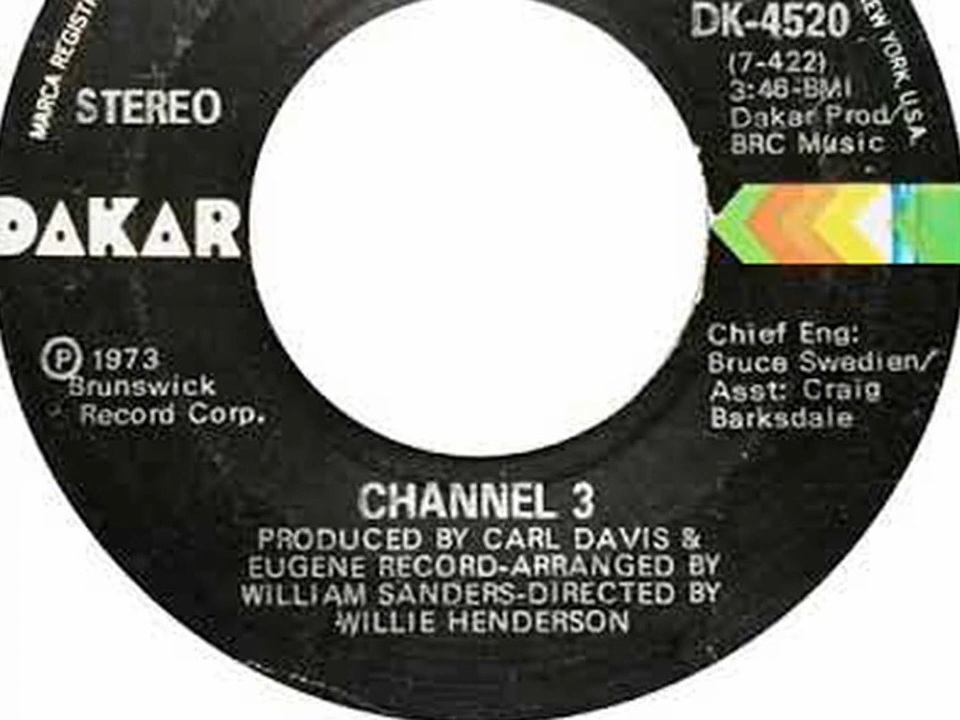 MARCA REGIST
STEREO
DAKAR
℗ 1973
Brunswick
Record Corp.
DK-4520
(7-422)
3:46-BMI
Dakar Prod/
BRC Music
NEW YORK, U.S.A.
Chief Eng:
Bruce Swedien/
Asst: Craig
Barksdale
CHANNEL 3
PRODUCED BY CARL DAVIS &
EUGENE RECORD-ARRANGED BY
WILLIAM SANDERS-DIRECTED BY
WILLIE HENDERSON